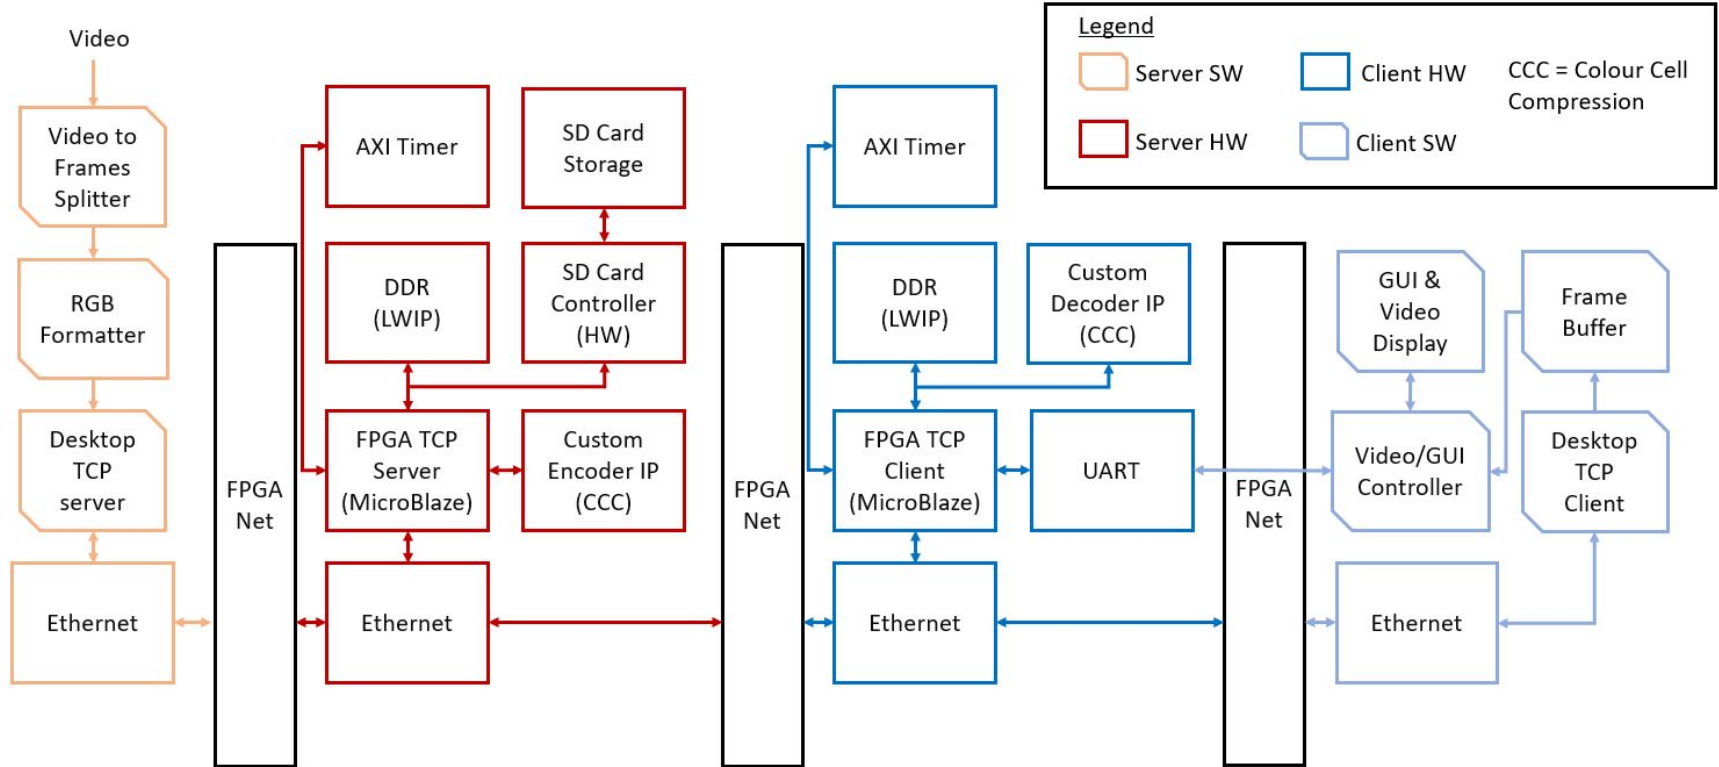 Video
Video to
Frames
Splitter
RGB
Formatter
Desktop
TCP
server
Ethernet
FPGA
Net
AXI Timer
SD Card
Storage
DDR
(LWIP)
SD Card
Controller
(HW)
FPGA TCP
Server
(MicroBlaze)
Custom
Encoder IP
(CCC)
Ethernet
FPGA
Net
AXI Timer
DDR
(LWIP)
Custom
Decoder IP
(CCC)
FPGA TCP
Client
(MicroBlaze)
UART
Ethernet
FPGA
Net
Legend
Server SW
Server HW
Client HW
Client SW
CCC = Colour Cell
Compression
GUI &
Video
Display
Frame
Buffer
Video/GUI
Controller
Desktop
TCP
Client
Ethernet